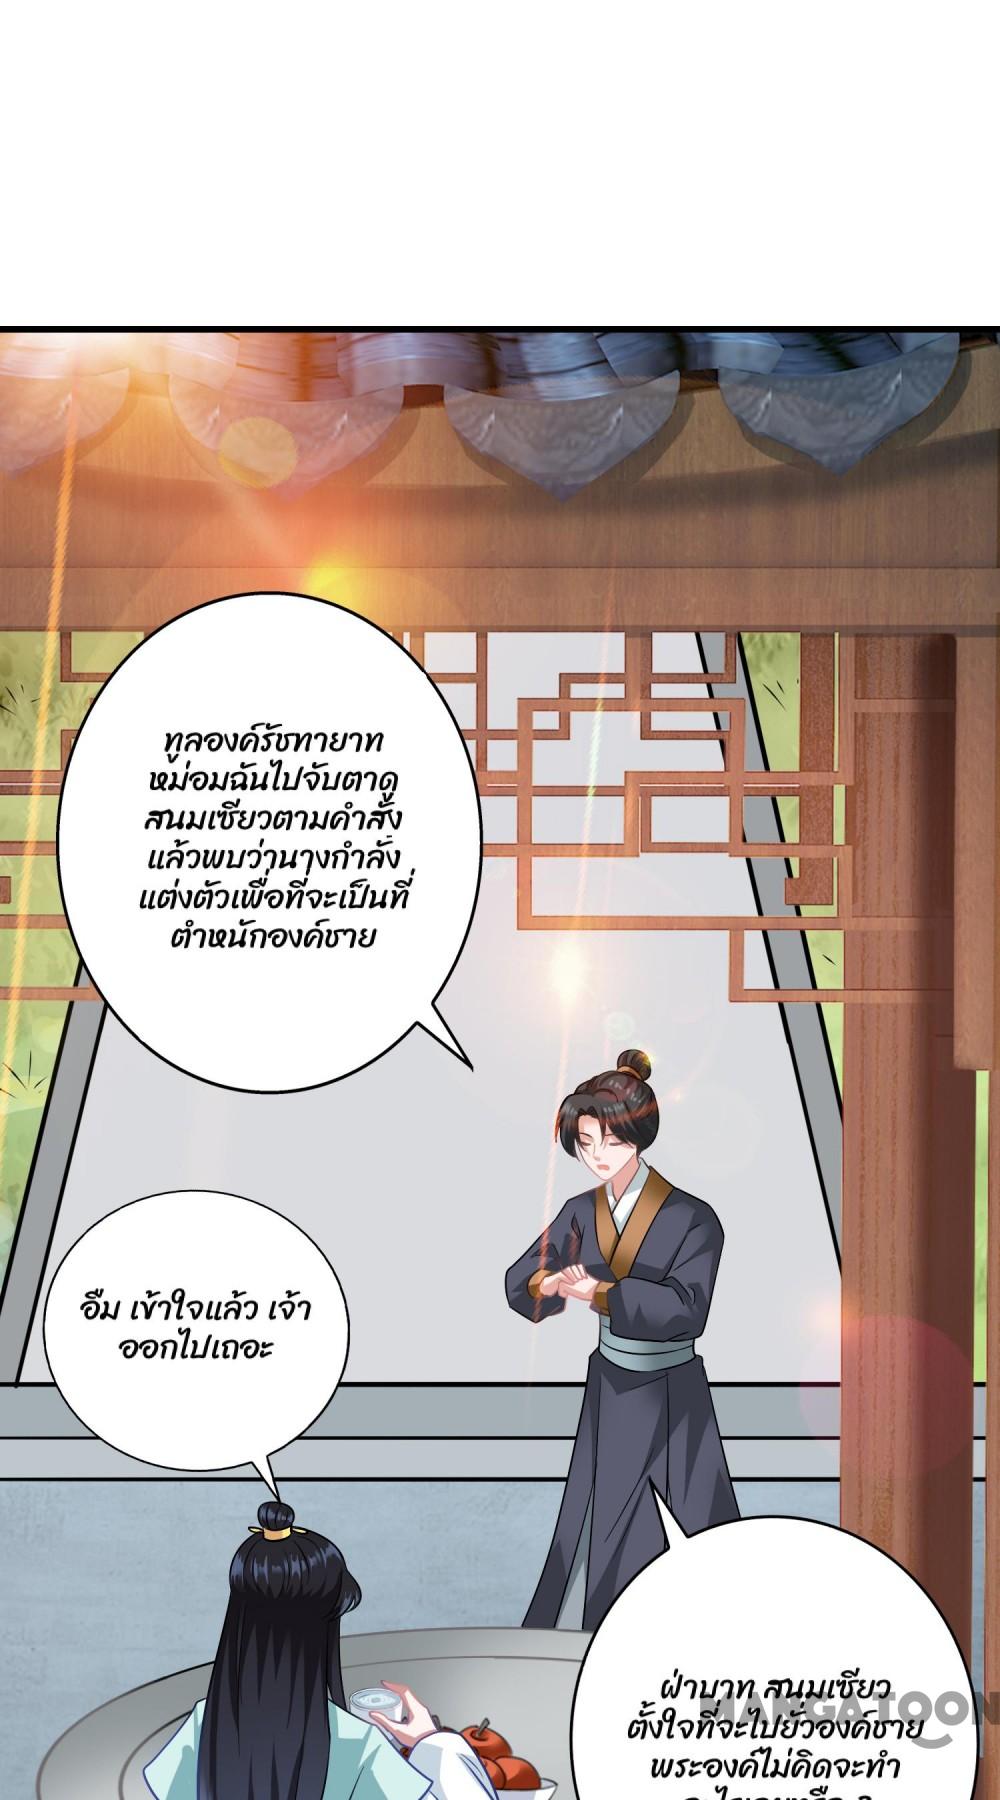 ทูลองค์รัชทายาท
หม่อมฉันไปจับตาดู
สนมเซียวตามคำสั่ง
แล้วพบว่านางกำลัง
แต่งตัวเพื่อที่จะเป็นที่
ตำหนักองค์ชาย
อืม เข้าใจแล้ว เจ้า
ออกไปเถอะ
ฝ่าบาท สนมเซียว
ตั้งใจที่จะไปยั่วองค์ชาย
พระองค์ไม่คิดจะทำ
MANGATOON